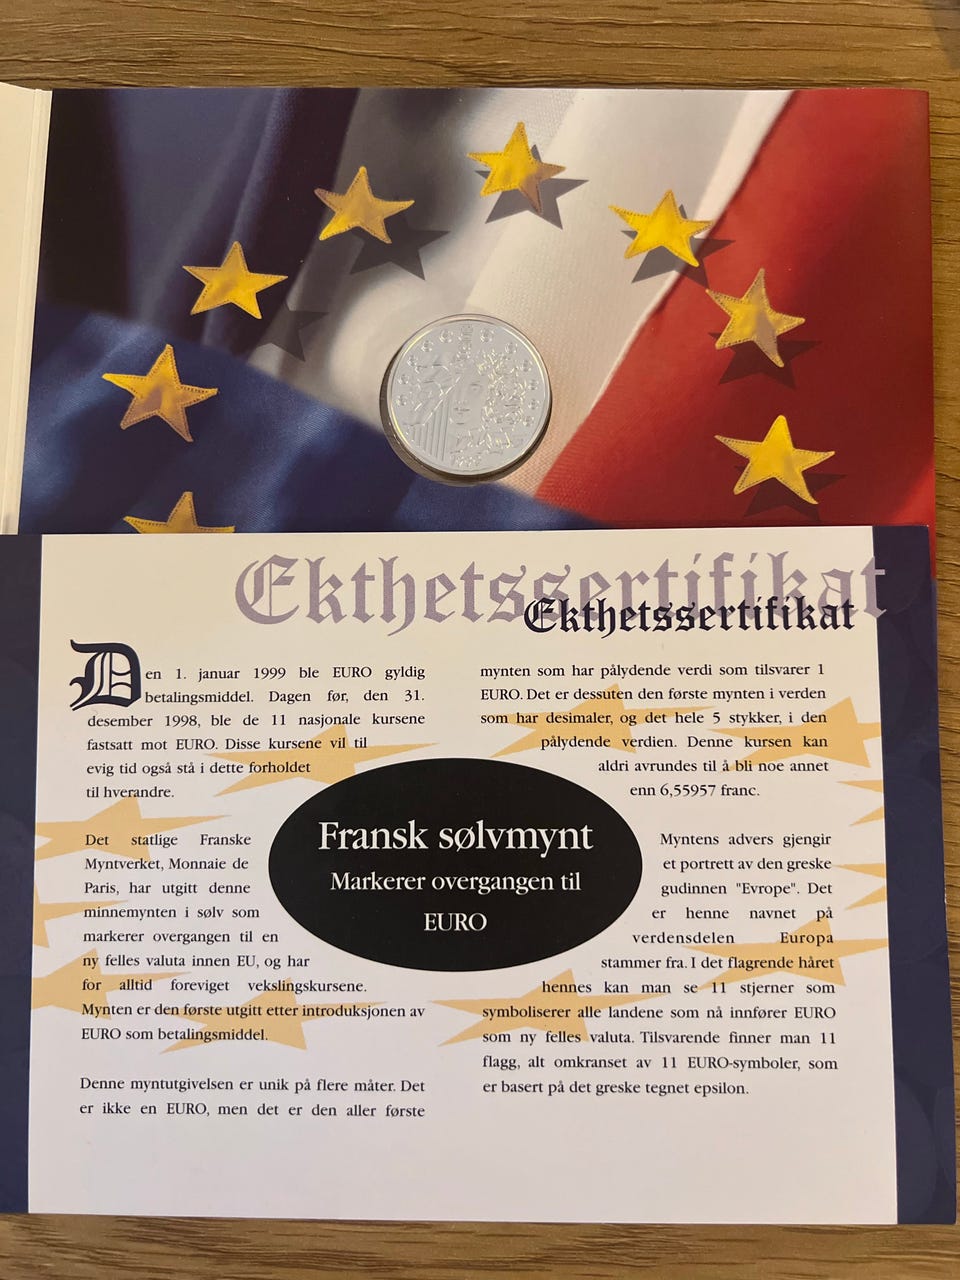 1999
Ekthetssertifikat
Ekthetssertifikat
Den 1. januar 1999 ble EURO gyldig
betalingsmiddel. Dagen før, den 31.
desember 1998, ble de 11 nasjonale kursene
fastsatt mot EURO. Disse kursene vil til
evig tid også stå i dette forholdet
til hverandre.
Det statlige Franske
Myntverket, Monnaie de
Paris, har utgitt denne
minnemynten i sølv som
markerer overgangen til en
ny felles valuta innen EU, og har
for alltid foreviget vekslingskursene.
Mynten er den første utgitt etter introduksjonen av
EURO som betalingsmiddel.
Denne myntutgivelsen er unik på flere måter. Det
er ikke en EURO, men det er den aller første
Fransk sølvmynt
Markerer overgangen til
EURO
mynten som har pålydende verdi som tilsvarer 1
EURO. Det er dessuten den første mynten i verden
som har desimaler, og det hele 5 stykker, i den
pålydende verdien. Denne kursen kan
aldri avrundes til å bli noe annet
enn 6,55957 franc.
Myntens advers gjengir
et portrett av den greske
gudinnen "Evrope". Det
er henne navnet på
verdensdelen Europa
stammer fra. I det flagrende håret
hennes kan man se 11 stjerner som
symboliserer alle landene som nå innfører EURO
som ny felles valuta. Tilsvarende finner man 11
flagg, alt omkranset av 11 EURO-symboler, som
er basert på det greske tegnet epsilon.